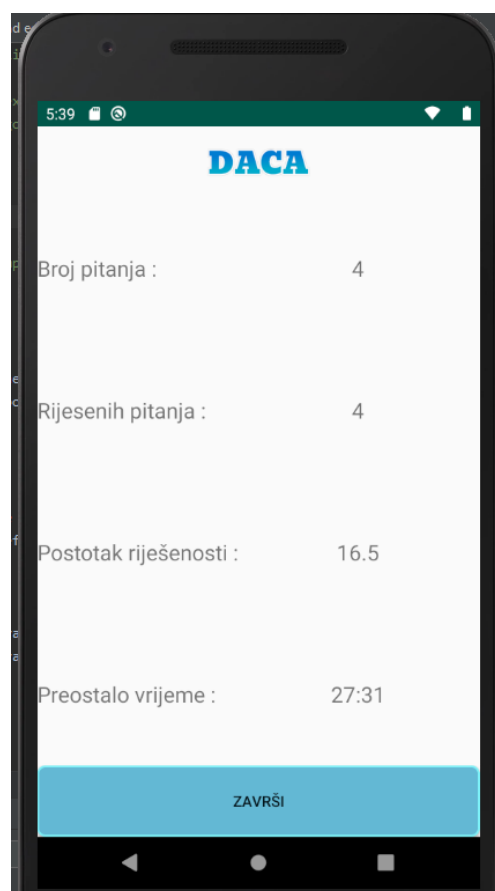 5:39
DACA
Broj pitanja : 4
Rijesenih pitanja : 4
Postotak riješenosti : 16.5
Preostalo vrijeme : 27:31
ZAVRŠI